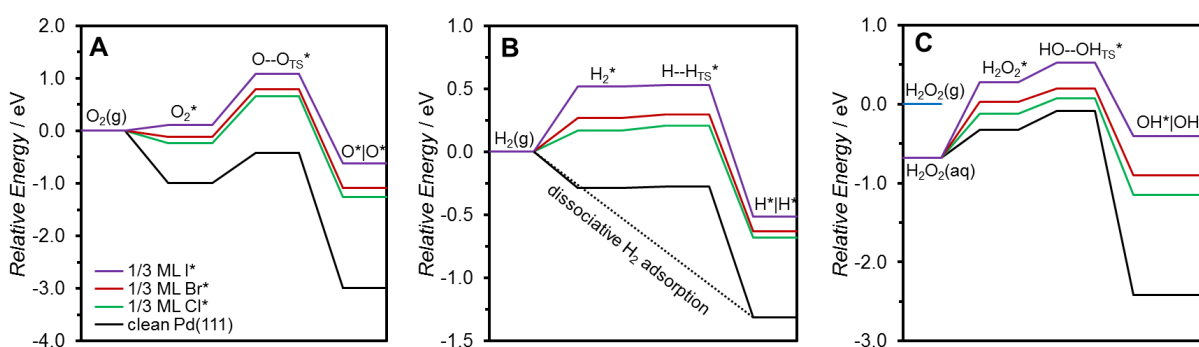 A
Relative Energy / eV
2.0
1.0
0.0
-1.0
-2.0
-3.0
-4.0
O2(g)
O2*
O--OTS*
O*|O*
1/3 ML I*
1/3 ML Br*
1/3 ML Cl*
clean Pd(111)
B
Relative Energy / eV
1.0
0.5
0.0
-0.5
-1.0
-1.5
H2(g)
H2*
H--HTS*
H*|H*
dissociative H2 adsorption
C
Relative Energy / eV
1.0
0.0
-1.0
-2.0
-3.0
H2O2(g)
H2O2(aq)
H2O2*
HO--OHTS*
OH*|OH